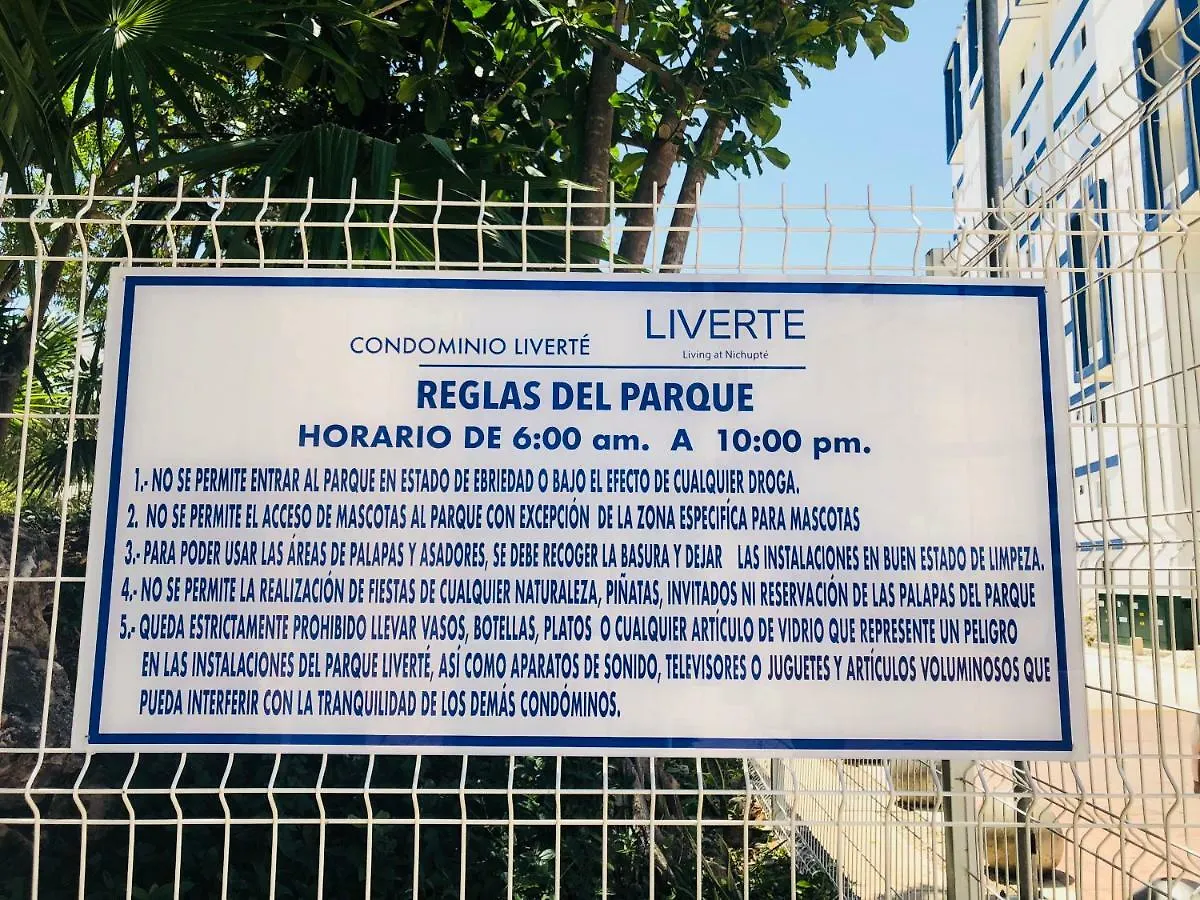 CONDOMINIO LIVERTÉ
LIVERTE
Living at Nichupté
REGLAS DEL PARQUE
HORARIO DE 6:00 am. A 10:00 pm.
1.- NO SE PERMITE ENTRAR AL PARQUE EN ESTADO DE EBRIEDAD O BAJO EL EFECTO DE CUALQUIER DROGA.
2. NO SE PERMITE EL ACCESO DE MASCOTAS AL PARQUE CON EXCEPCIÓN DE LA ZONA ESPECIFÍCA PARA MASCOTAS
3.- PARA PODER USAR LAS ÁREAS DE PALAPAS Y ASADORES, SE DEBE RECOGER LA BASURA Y DEJAR LAS INSTALACIONES EN BUEN ESTADO DE LIMPEZA.
4,- NO SE PERMITE LA REALIZACIÓN DE FIESTAS DE CUALQUIER NATURALEZA, PIÑATAS, INVITADOS NI RESERVACIÓN DE LAS PALAPAS DEL PARQUE
5.- QUEDA ESTRICTAMENTE PROHIBIDO LLEVAR VASOS, BOTELLAS, PLATOS O CUALQUIER ARTÍCULO DE VIDRIO QUE REPRESENTE UN PELIGRO
EN LAS INSTALACIONES DEL PARQUE LIVERTÉ, ASÍ COMO APARATOS DE SONIDO, TELEVISORES O JUGUETES Y ARTÍCULOS VOLUMINOSOS QUE
PUEDA INTERFERIR CON LA TRANQUILIDAD DE LOS DEMÁS CONDÓMINOS.